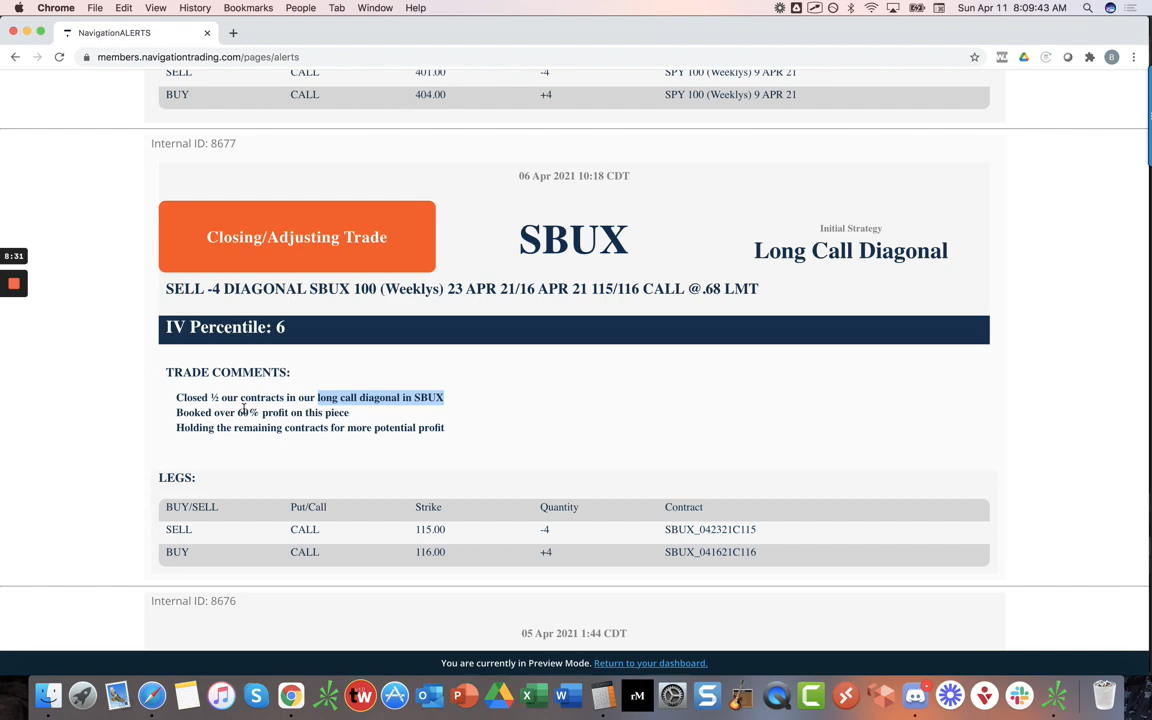 Chrome File Edit View History Bookmarks People Tab Window Help Sun Apr 11 8:09:43 AM
NavigationALERTS
members.navigationtrading.com/pages/alerts
SELL CALL 401.00 -4 SPY 100 (Weeklys) 9 APR 21
BUY CALL 404.00 +4 SPY 100 (Weeklys) 9 APR 21
Internal ID: 8677
06 Apr 2021 10:18 CDT
Closing/Adjusting Trade
SBUX
Initial Strategy
Long Call Diagonal
8:31
SELL -4 DIAGONAL SBUX 100 (Weeklys) 23 APR 21/16 APR 21 115/116 CALL @.68 LMT
IV Percentile: 6
TRADE COMMENTS:
Closed ½ our contracts in our long call diagonal in SBUX
Booked over 60% profit on this piece
Holding the remaining contracts for more potential profit
LEGS:
BUY/SELL Put/Call Strike Quantity Contract
SELL CALL 115.00 -4 SBUX_042321C115
BUY CALL 116.00 +4 SBUX_041621C116
Internal ID: 8676
05 Apr 2021 1:44 CDT
You are currently in Preview Mode. Return to your dashboard.
tw rM